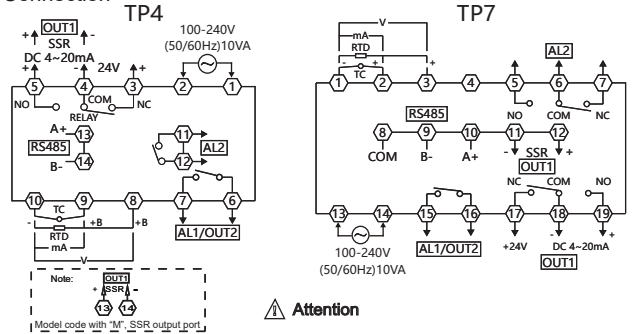 Connection
TP4
OUT1
+ SSR -
DC 4~20mA
- 24V +
100-240V
(50/60Hz)10VA
5 4 3 2 1
NO COM NC
RELAY
A+ 13
RS485
B- 14
11
12 AL2
10 9 8 7 6
TC
- +B +B
RTD
mA
V
AL1/OUT2
Note:
OUT1
+ SSR -
13 14
Model code with "M", SSR output port
TP7
V
mA
RTD
- + +
TC
1 2 3 4 5 6 7
AL2
NO COM NC
RS485
8 9 10 11 12
COM B- A+
- SSR +
OUT1
NC COM NO
13 14 15 16 17 18 19
100-240V
(50/60Hz)10VA
AL1/OUT2
+24V
- DC 4~20mA +
OUT1
Attention